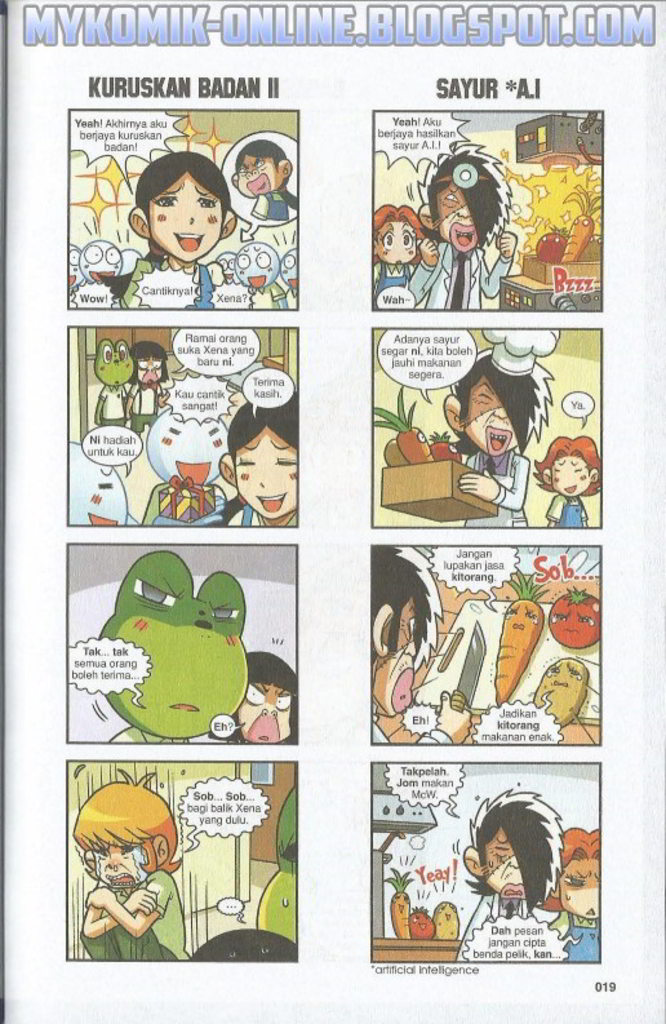 MYKOMIK-ONLINE.BLOGSPOT.COM
KURUSKAN BADAN II
Yeah! Akhirnya aku
berjaya kuruskan
badan!
Wow!
Cantiknya!
Xena?
Ramai orang
suka Xena yang
baru ni.
Terima
kasih.
Kau cantik
sangat!
Ni hadiah
untuk kau.
Tak... tak
semua orang
boleh terima...
Eh?
Sob... Sob...
bagi balik Xena
yang dulu.
...
SAYUR *A.I
Yeah! Aku
berjaya hasilkan
sayur A.I.!
Wah~
BZZZ...
Adanya sayur
segar ni, kita boleh
jauhi makanan
segera.
Ya.
Jangan
lupakan jasa
kitorang.
Sob...
Eh!
Jadikan
kitorang
makanan enak.
Takpelah.
Jom makan
McW.
Yeay!
Dah pesan
jangan cipta
benda pelik, kan...
*artificial intelligence
019